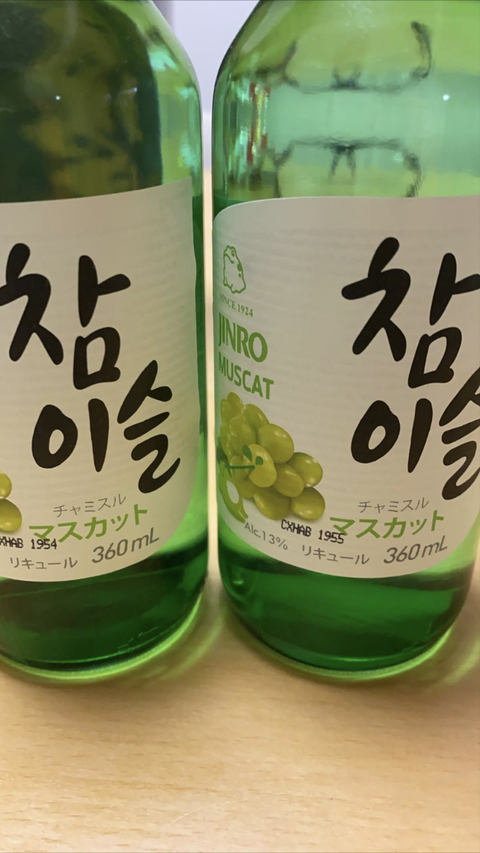 참
이슬
チャミスル
マスカット
CXHAB 1954
リキュール 360mL
SINCE 1924
JINRO
MUSCAT
참
이슬
チャミスル
マスカット
CXHAB 1955
Alc.13% リキュール 360mL